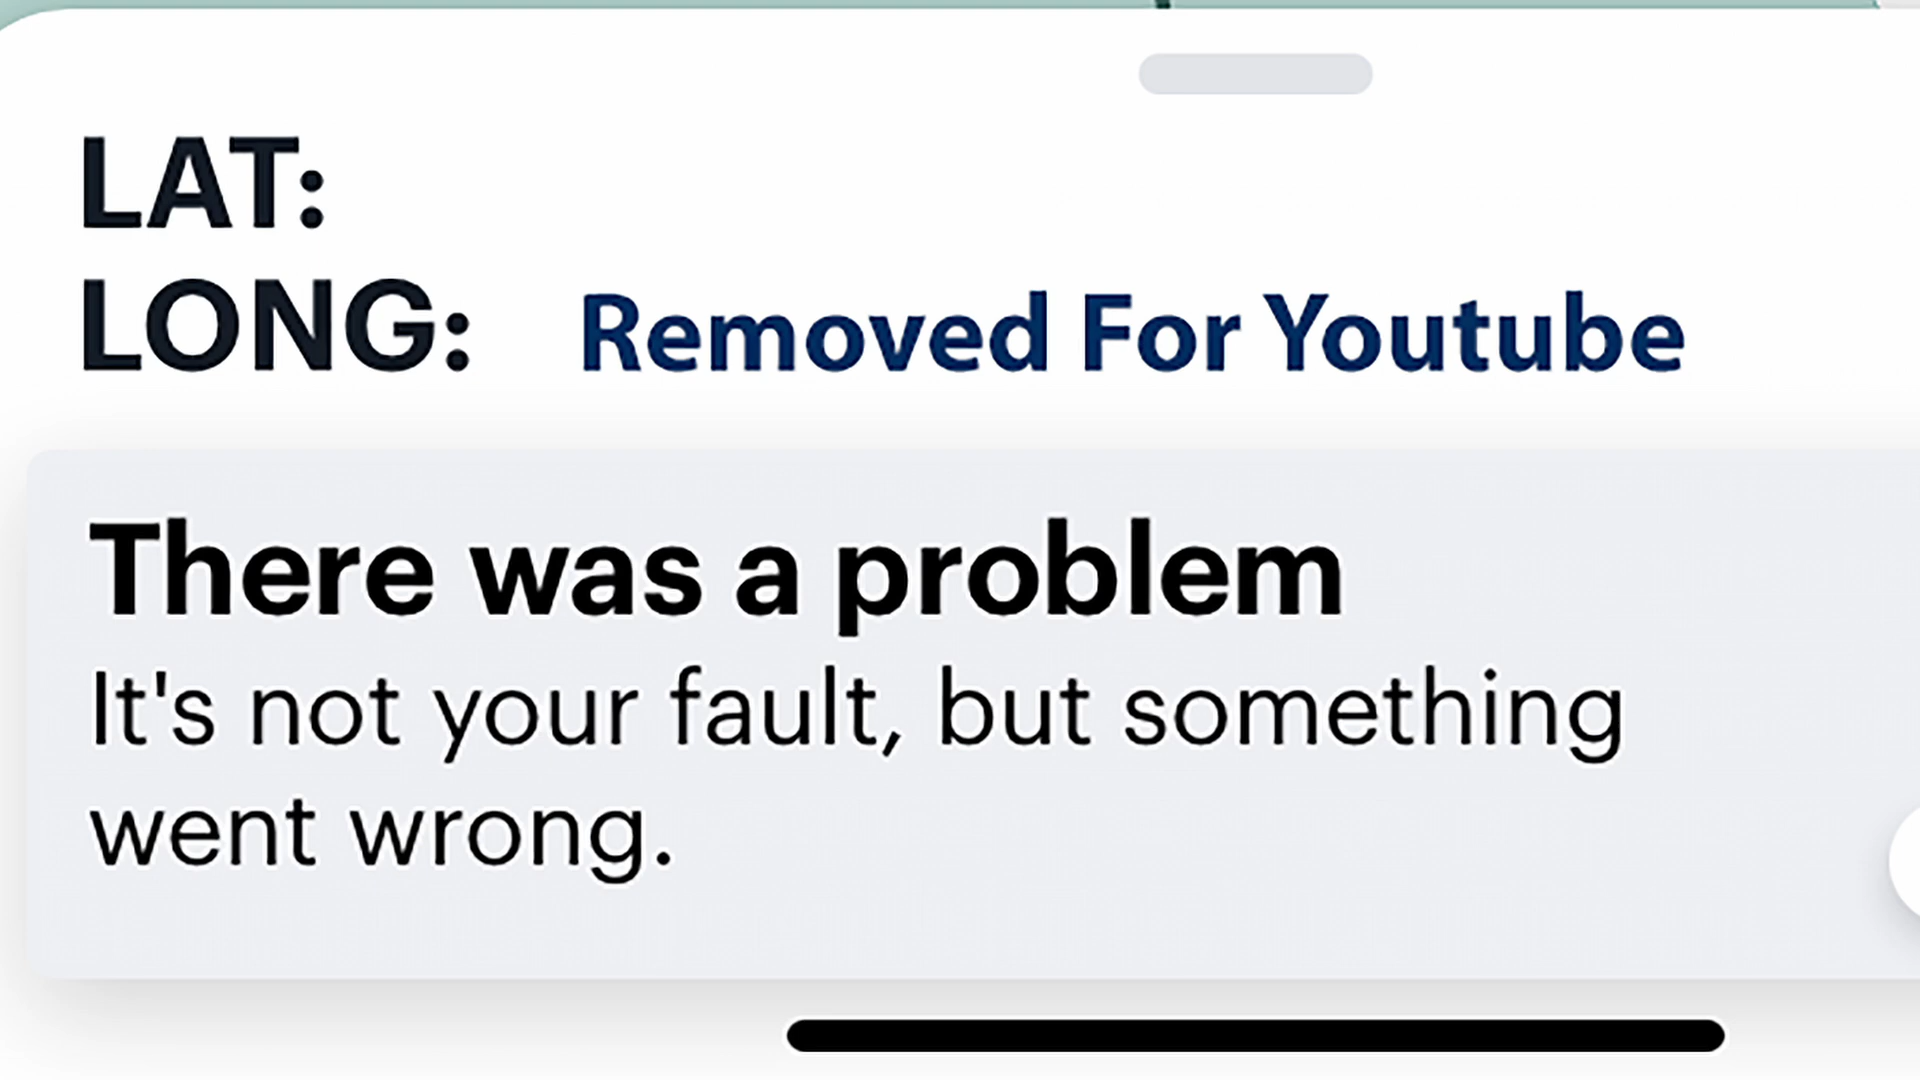 LAT:
LONG: Removed For Youtube
There was a problem
It's not your fault, but something
went wrong.